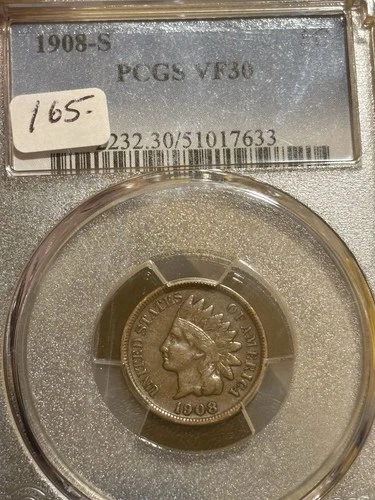 1908-S
PCGS VF30
165-
232.30/51017633
UNITED STATES OF AMERICA
1908